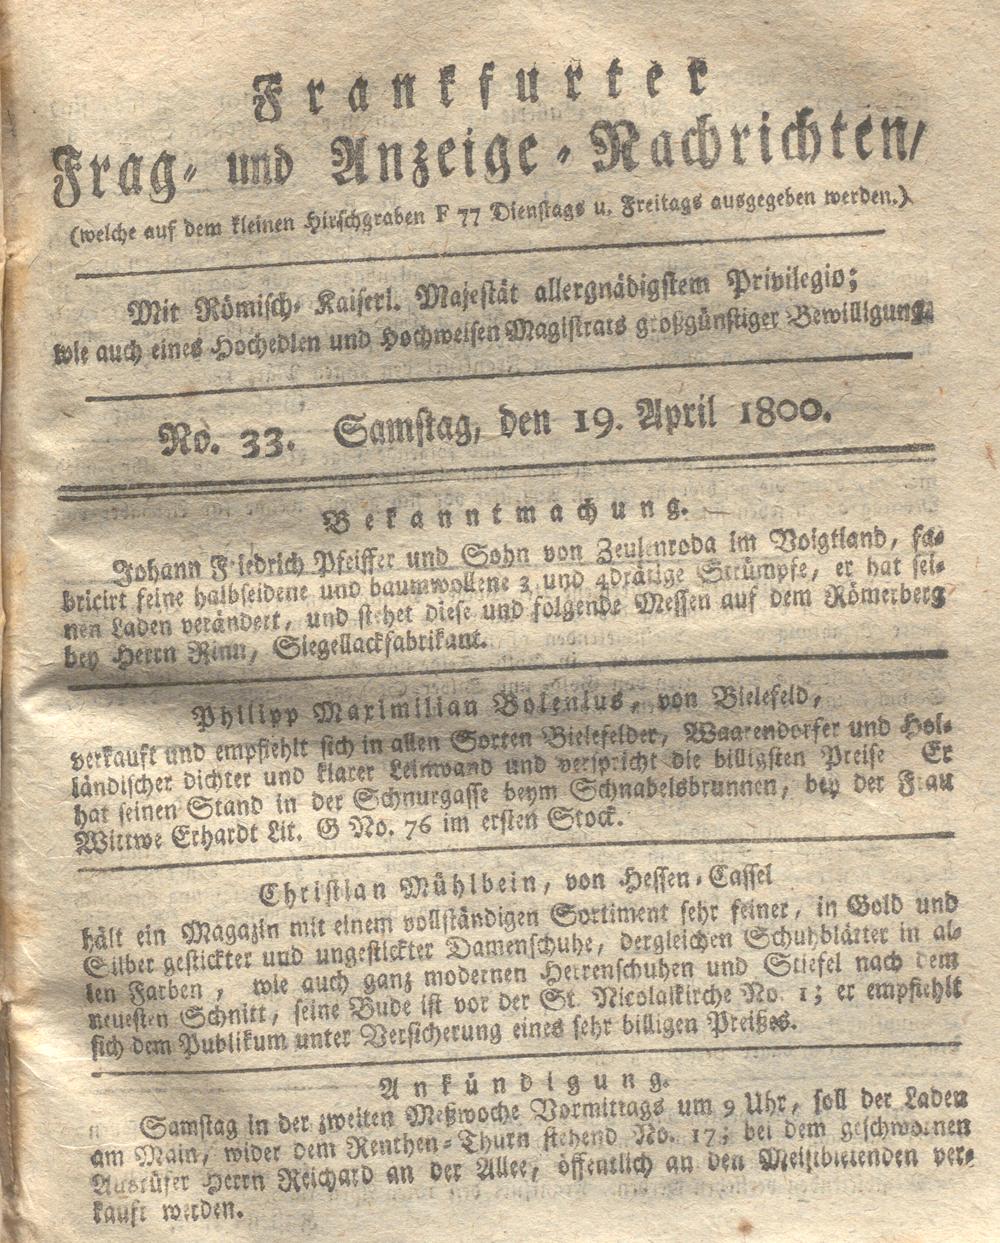 Frankfurter
Frag- und Anzeige-Nachrichten/
(welche auf dem kleinen Hirschgraben F 77 Dienstags u. Freitags ausgegeben werden.)
Mit Römisch-Kaiserl. Majestät allergnädigstem Privilegio;
wie auch eines Hochedlen und Hochweisen Magistrats großgünstiger Bewilligung.
No. 33. Samstag, den 19. April 1800.
Bekanntmachung.
Johann Friedrich Pfeiffer und Sohn von Zeulenroda im Voigtland, fa-
bricirt feine halbseidene und baumwollene 3 und 4drätige Strümpfe, er hat sei-
nen Laden verändert, und stehet diese und folgende Messen auf dem Römerberg
bey Herrn Rinn, Siegellackfabrikant.
Philipp Maximilian Bolenius, von Bielefeld,
verkauft und empfiehlt sich in allen Sorten Bielefelder, Waarendorfer und Hol-
ländischer dichter und klarer Leinwand und verspricht die billigsten Preise Er
hat seinen Stand in der Schnurgasse beym Schnabelsbrunnen, bey der Frau
Wittwe Erhardt Lit. G No. 76 im ersten Stock.
Christian Mühlbein, von Hessen-Cassel
hält ein Magazin mit einem vollständigen Sortiment sehr feiner, in Gold und
Silber gestickter und ungestickter Damenschuhe, dergleichen Schuhblätter in al-
len Farben, wie auch ganz modernen Herrenschuhen und Stiefel nach dem
neuesten Schnitt, seine Bude ist vor der St. Nicolaikirche No. 1; er empfiehlt
sich dem Publikum unter Versicherung eines sehr billigen Preißes.
Ankündigung.
Samstag in der zweiten Meßwoche Vormittags um 9 Uhr, soll der Laden
am Main, wider dem Renthen-Thurn stehend No. 17; bei dem geschwornen
Ausrüfer Herrn Reichard an der Allee, öffentlich an den Meistbietenden ver-
kauft werden.